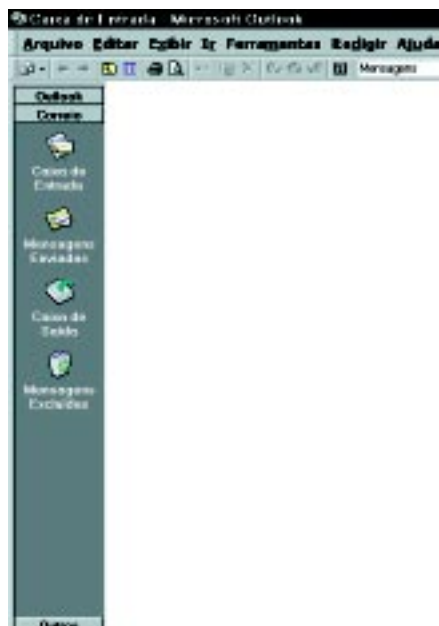 Caixa de Entrada - Microsoft Outlook
Arquivo Editar Exibir Ir Ferramentas Redigir Ajuda
Mensagens
Outlook
Correio
Caixa de
Entrada
Mensagens
Enviadas
Caixa de
Saída
Mensagens
Excluídas
Outros